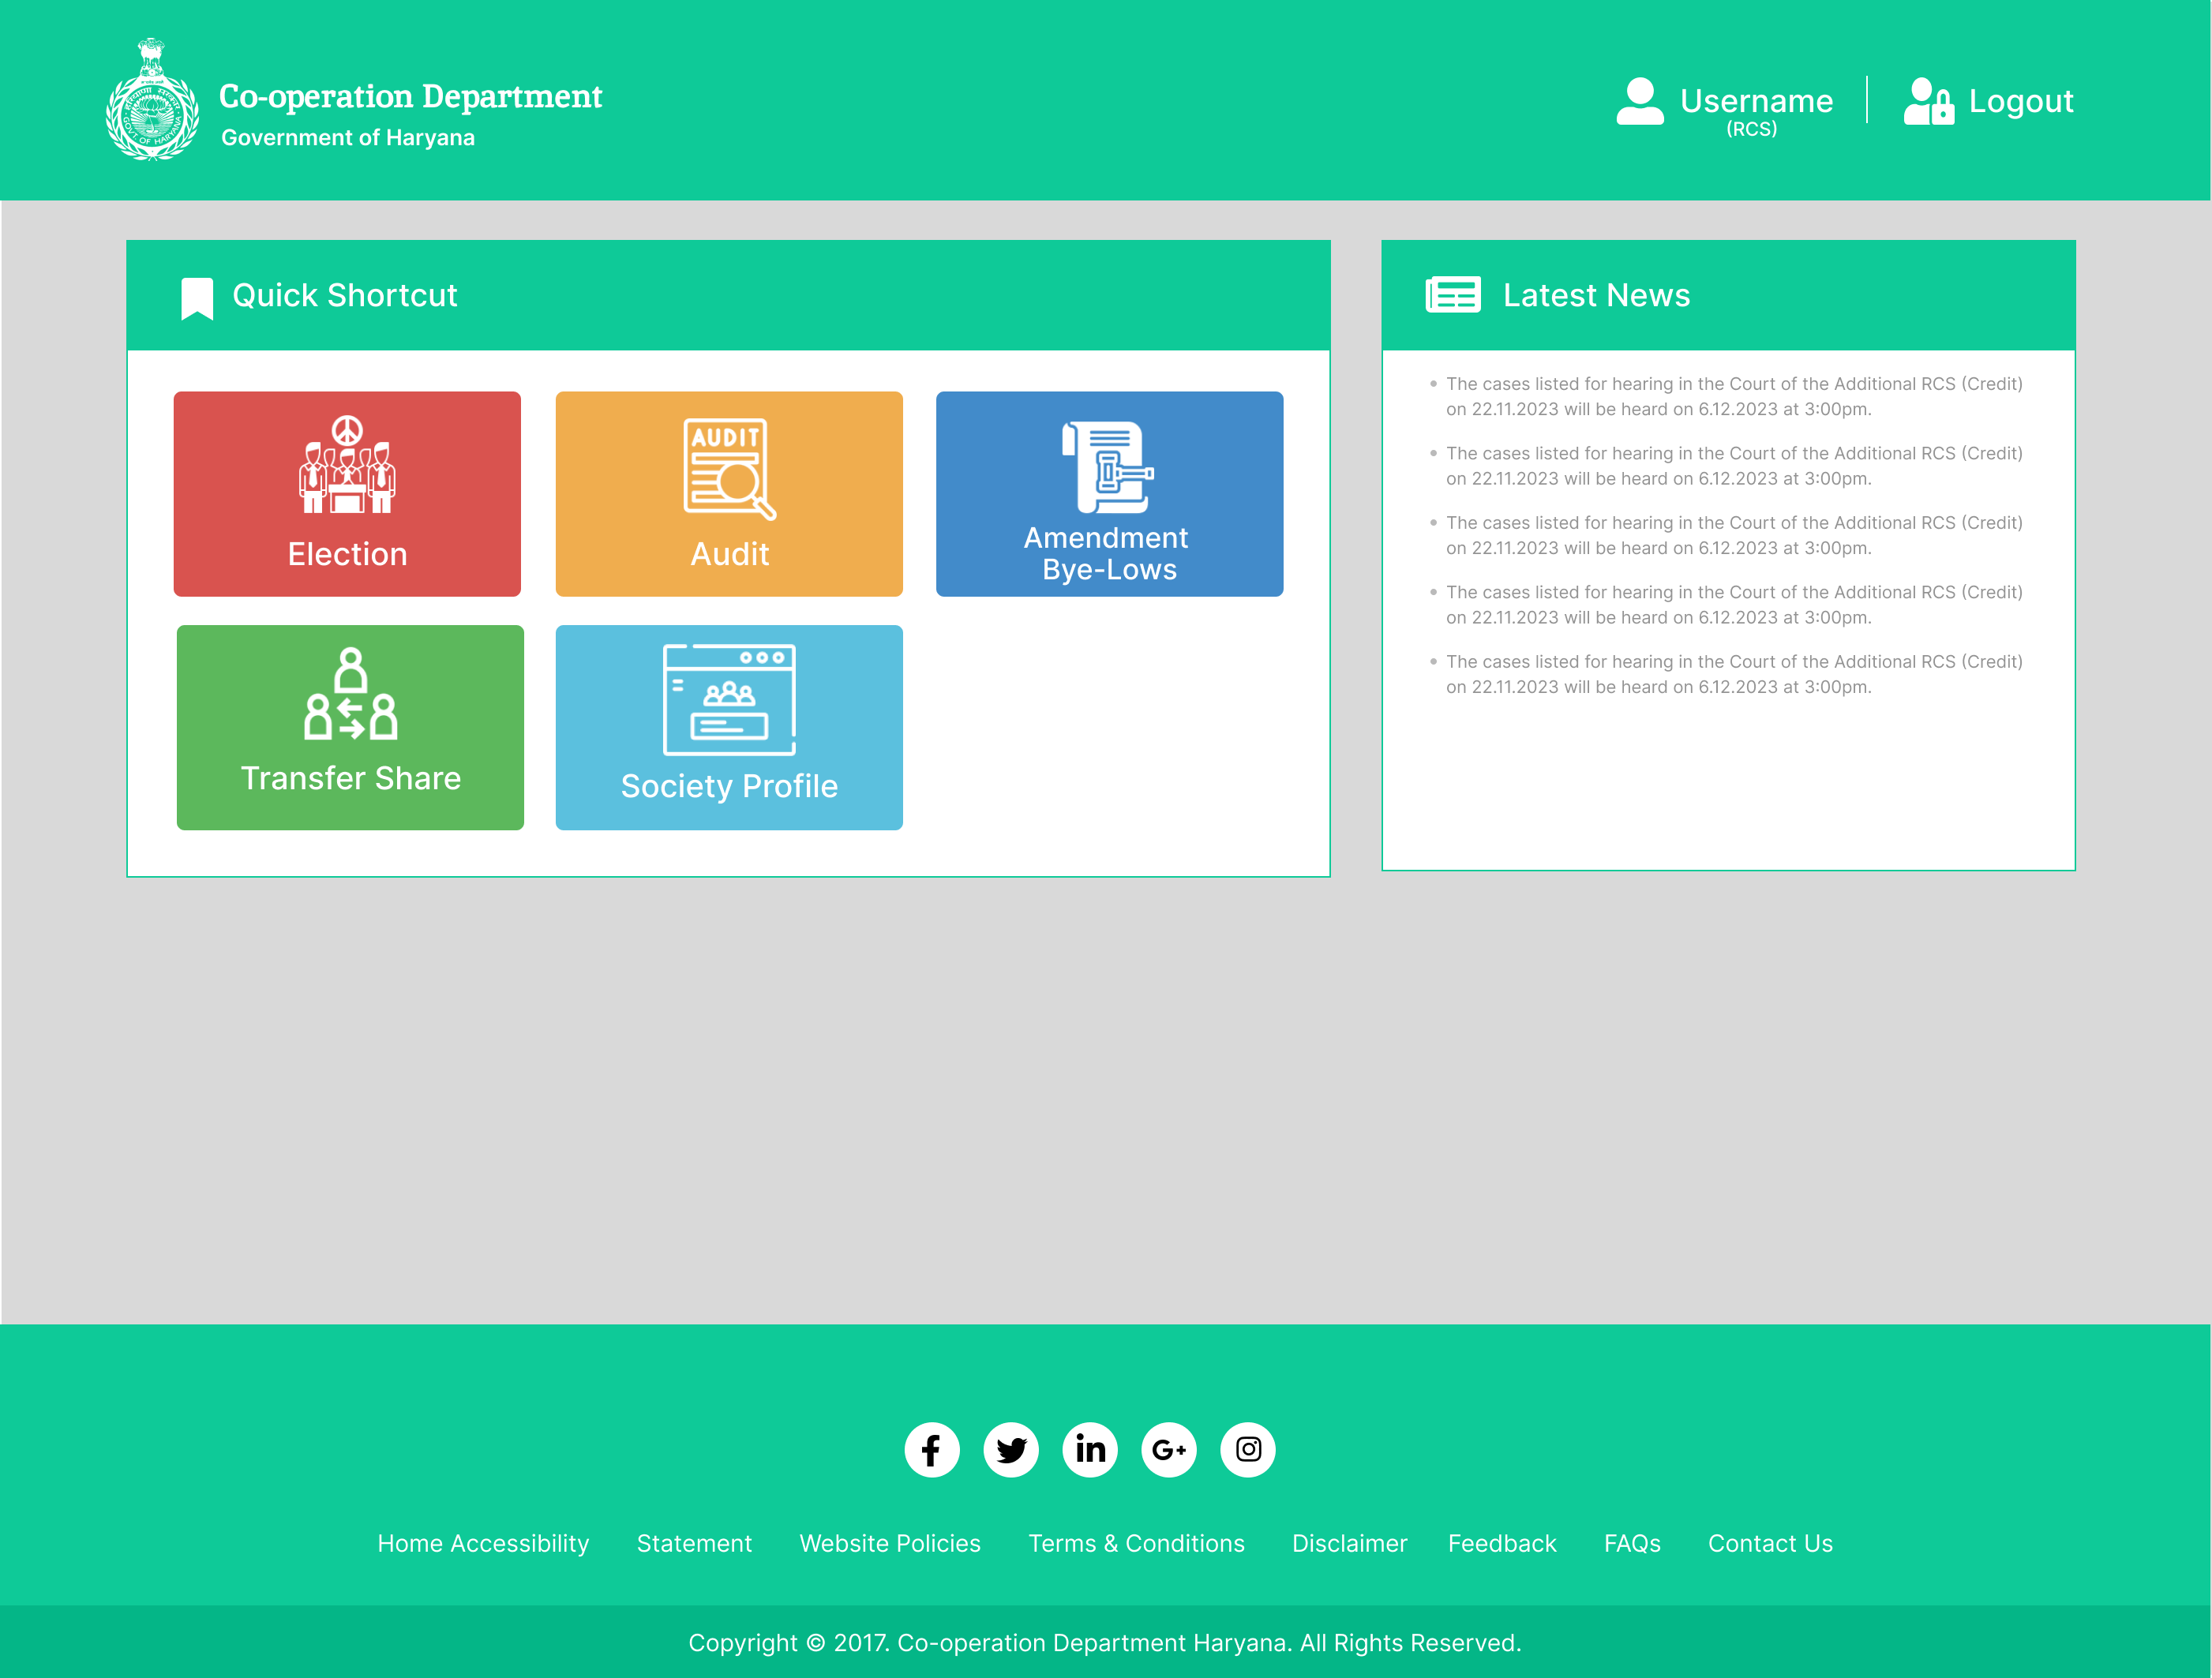 Co-operation Department
Government of Haryana
हरियाणा सरकार
GOVT OF HARYANA
Username
(RCS)
Logout
Quick Shortcut
Election
AUDIT
Audit
Amendment
Bye-Lows
Transfer Share
Society Profile
Latest News
The cases listed for hearing in the Court of the Additional RCS (Credit)
on 22.11.2023 will be heard on 6.12.2023 at 3:00pm.
The cases listed for hearing in the Court of the Additional RCS (Credit)
on 22.11.2023 will be heard on 6.12.2023 at 3:00pm.
The cases listed for hearing in the Court of the Additional RCS (Credit)
on 22.11.2023 will be heard on 6.12.2023 at 3:00pm.
The cases listed for hearing in the Court of the Additional RCS (Credit)
on 22.11.2023 will be heard on 6.12.2023 at 3:00pm.
The cases listed for hearing in the Court of the Additional RCS (Credit)
on 22.11.2023 will be heard on 6.12.2023 at 3:00pm.
Home Accessibility Statement Website Policies Terms & Conditions Disclaimer Feedback FAQs Contact Us
Copyright © 2017. Co-operation Department Haryana. All Rights Reserved.